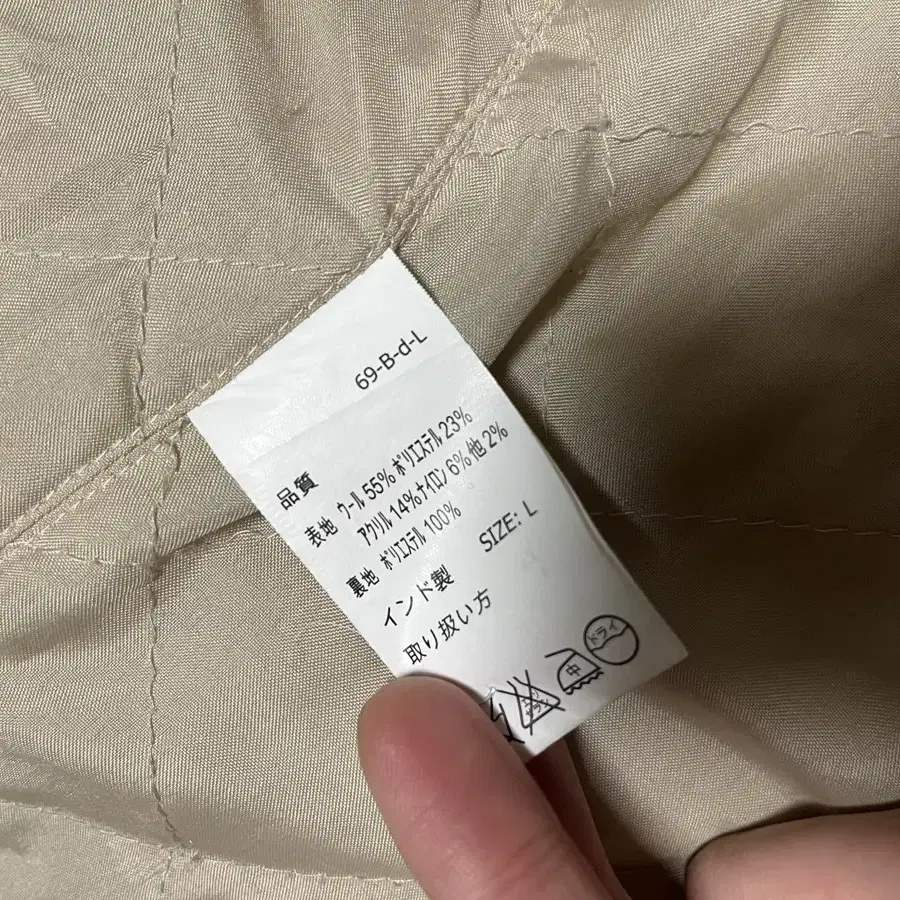 69-B-d-L
品質
表地 ウール 55% ポリエステル 23%
アクリル 14% ナイロン 6% 他 2%
裏地 ポリエステル 100%
SIZE: L
インド製
取り扱い方
中
ドライ